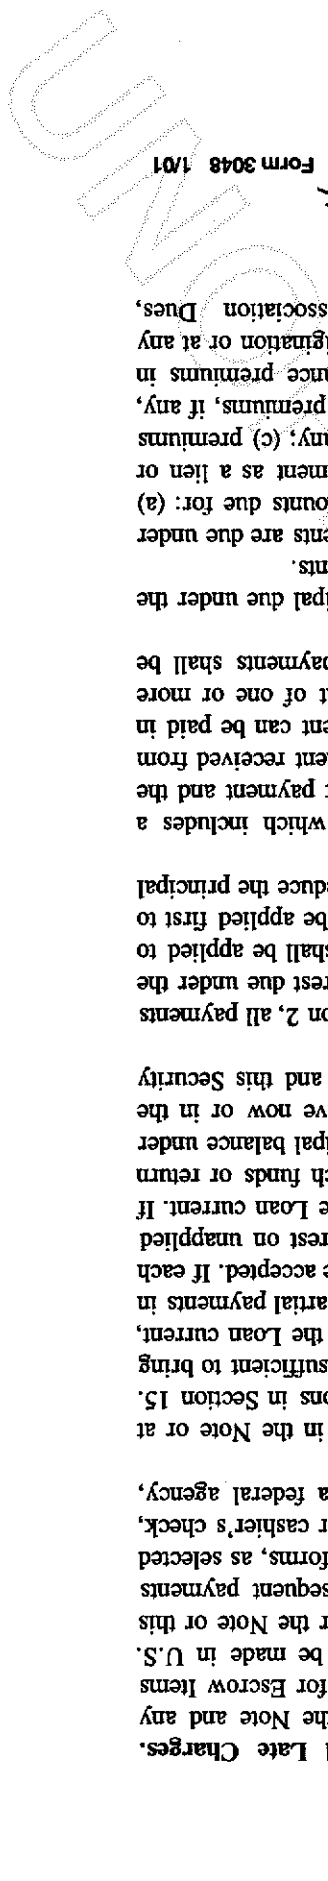 l Late Charges.
he Note and any
for Escrow Items
be made in U.S.
r the Note or this
sequent payments
forms, as selected
r cashier's check,
a federal agency,
in the Note or at
ons in Section 15.
sufficient to bring
the Loan current,
artial payments in
e accepted. If each
rest on unapplied
e Loan current. If
ch funds or return
ipal balance under
ve now or in the
and this Security
on 2, all payments
rest due under the
shall be applied to
be applied first to
duce the principal
which includes a
t payment and the
ent received from
ent can be paid in
t of one or more
payments shall be
ipal due under the
nts.
ents are due under
ounts due for: (a)
ment as a lien or
any; (c) premiums
premiums, if any,
ance premiums in
igination or at any
ssociation Dues,
Form 3048 1/01
UNO